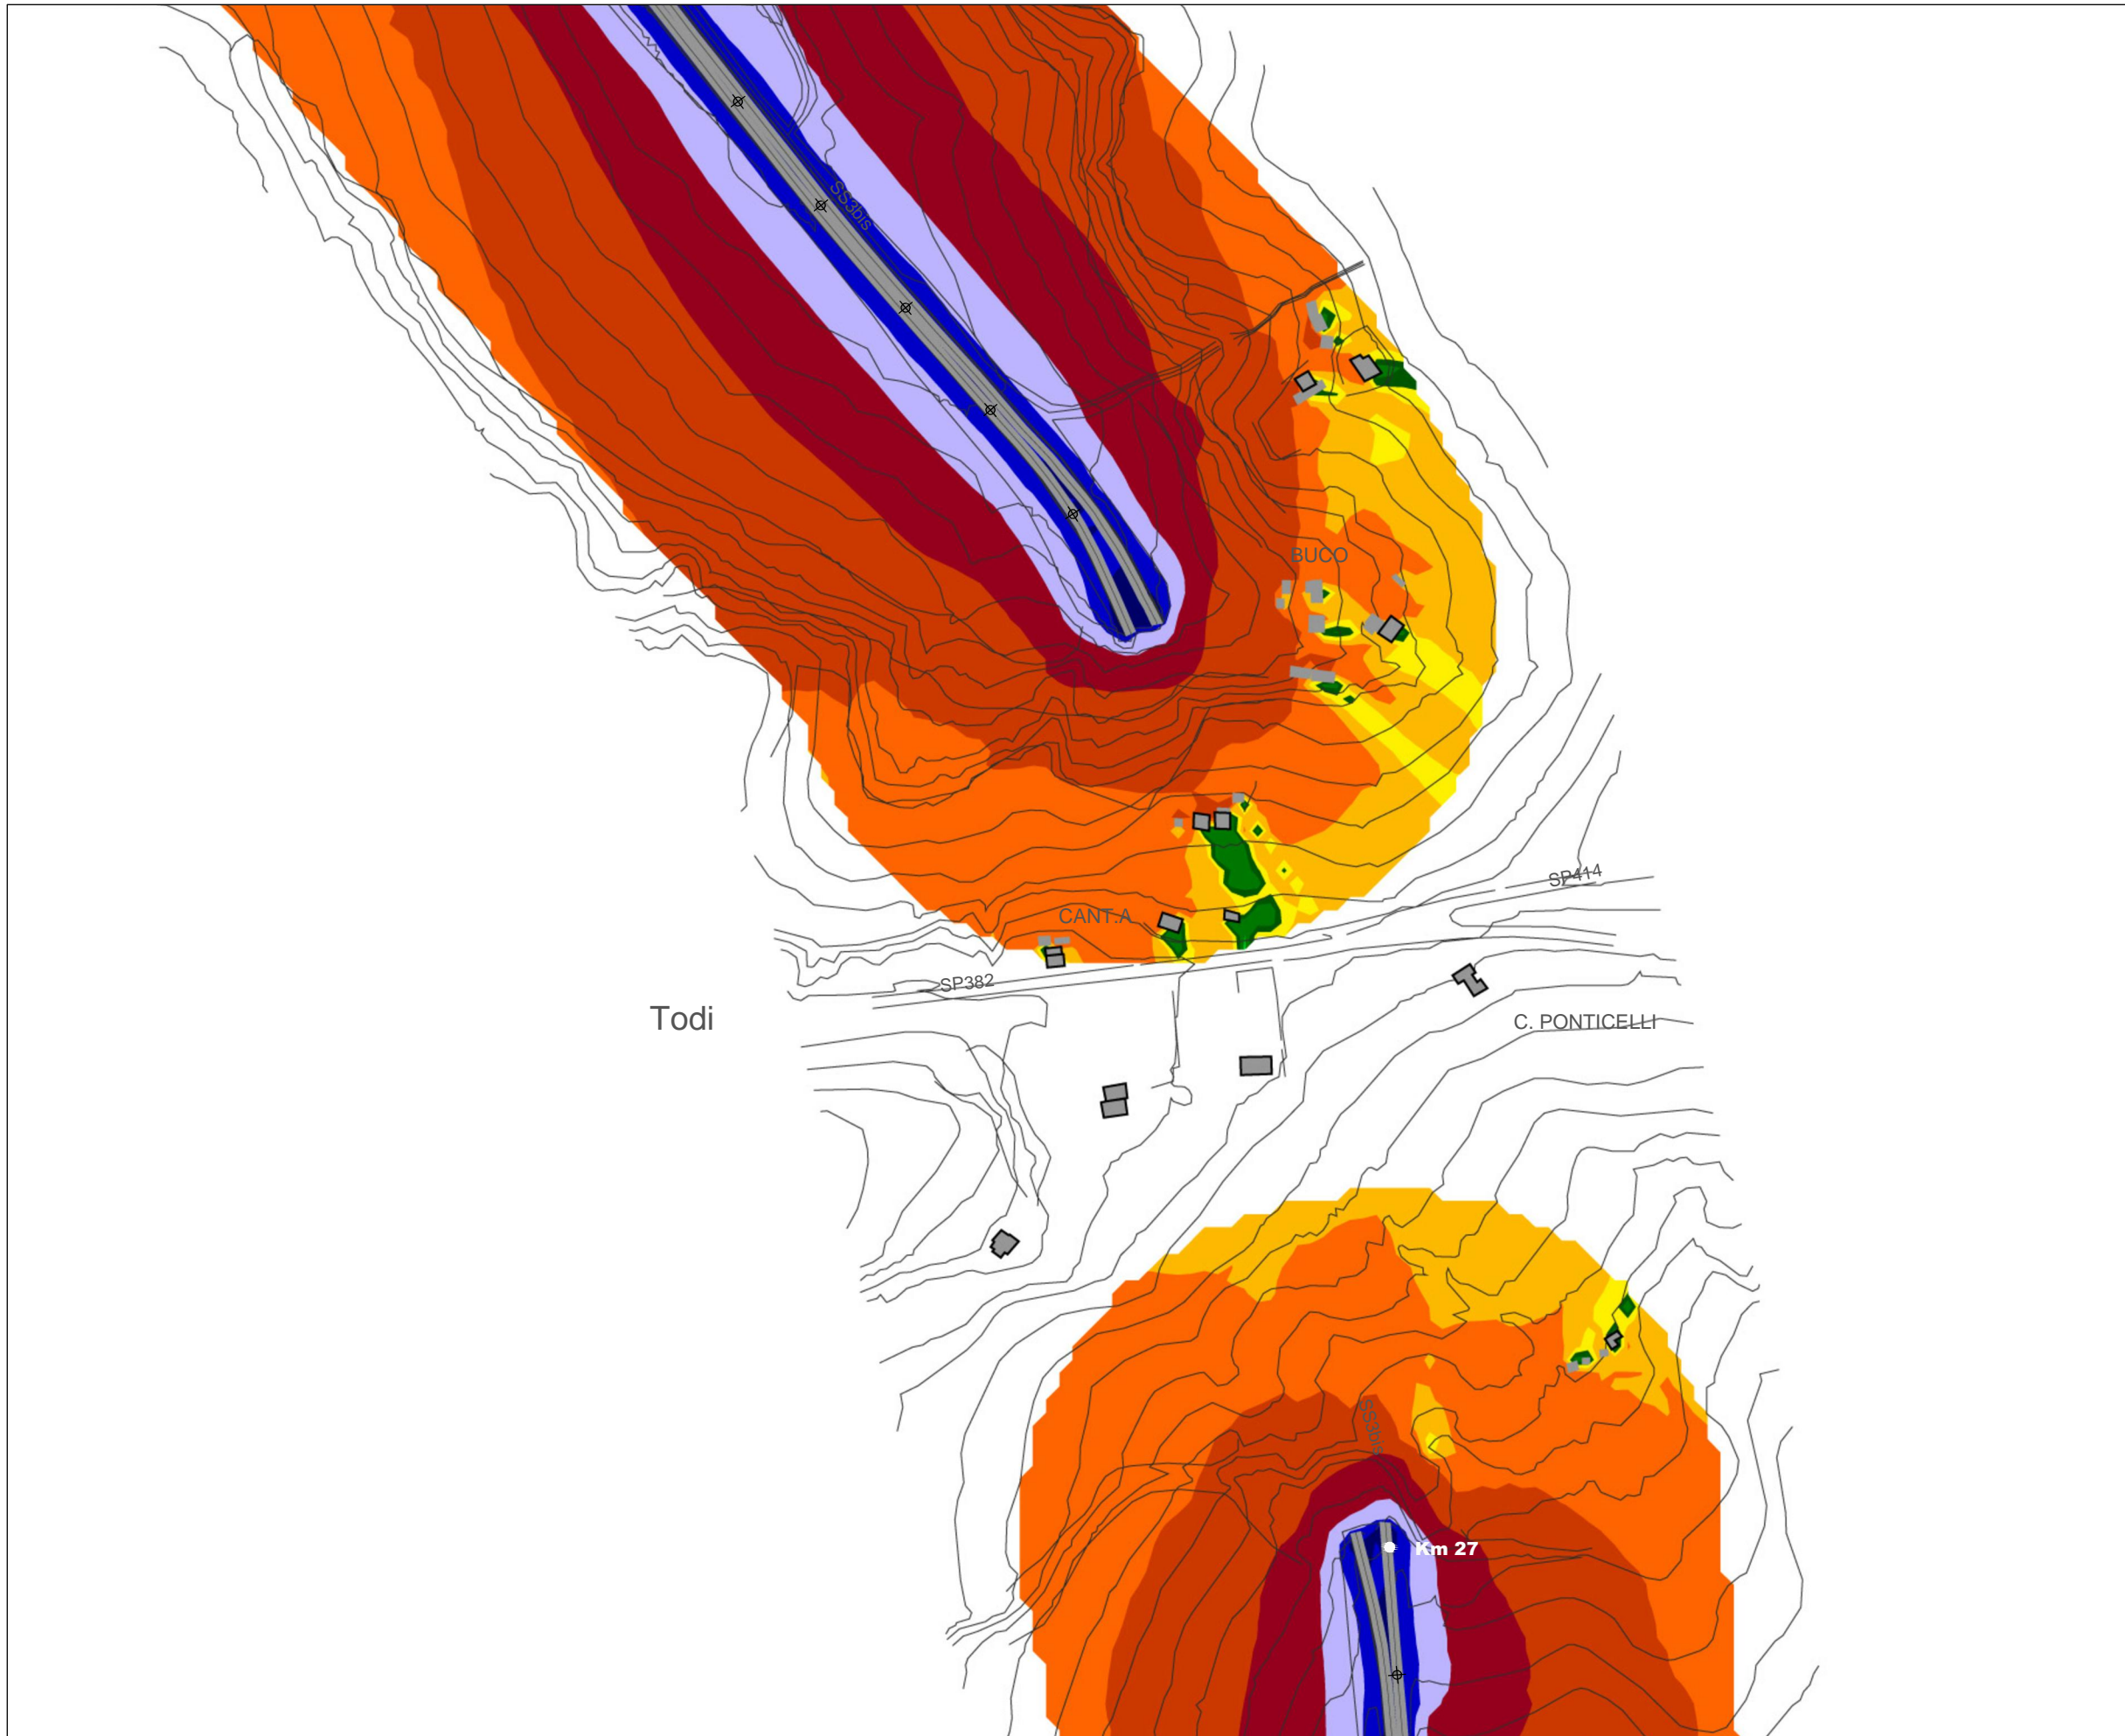 SS3bis
BUCO
SP414
CANT.A
SP382
Todi
C. PONTICELLI
SS3bis
Km 27